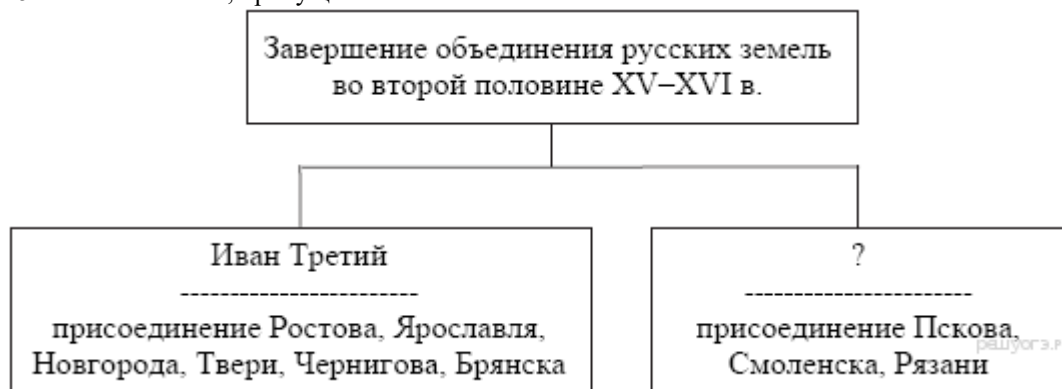 Завершение объединения русских земель
во второй половине XV–XVI в.
Иван Третий
------------------------
присоединение Ростова, Ярославля,
Новгорода, Твери, Чернигова, Брянска
?
-----------------------
присоединение Пскова,
Смоленска, Рязани